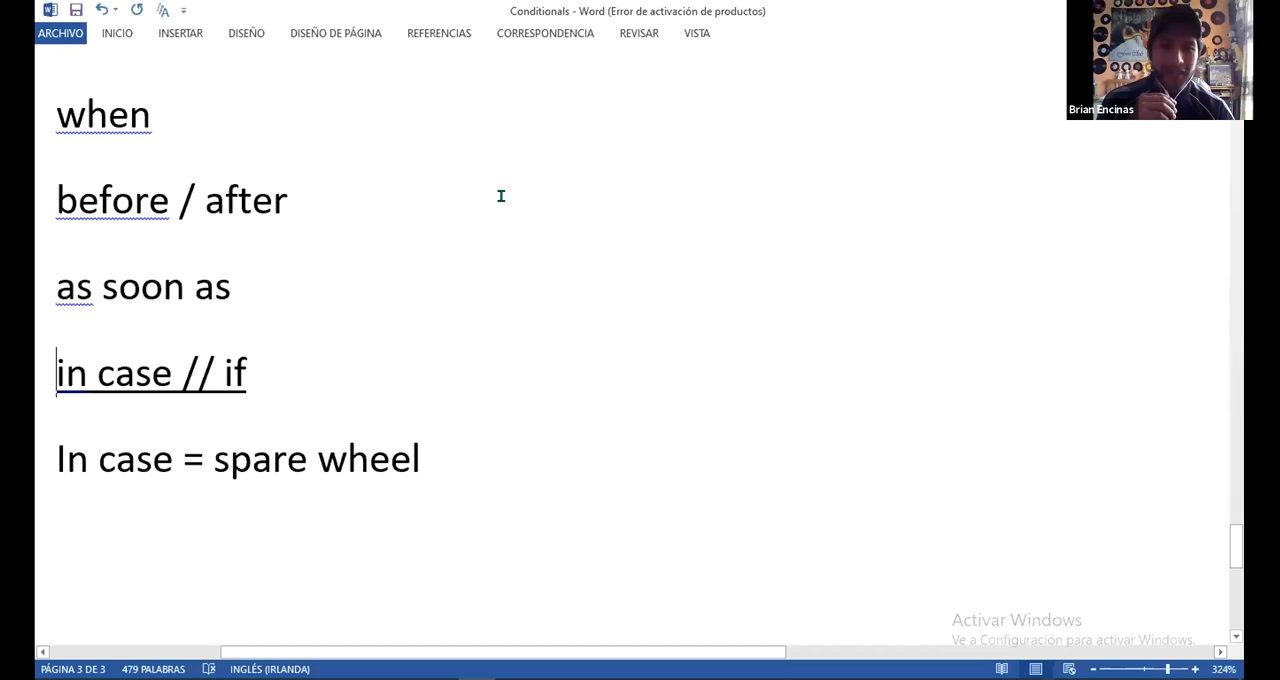 Conditionals - Word (Error de activación de productos)
ARCHIVO INICIO INSERTAR DISEÑO DISEÑO DE PÁGINA REFERENCIAS CORRESPONDENCIA REVISAR VISTA
Brian Encinas
when
before / after
as soon as
in case // if
In case = spare wheel
Activar Windows
Ve a Configuración para activar Windows.
PÁGINA 3 DE 3 479 PALABRAS INGLÉS (IRLANDA) 324%